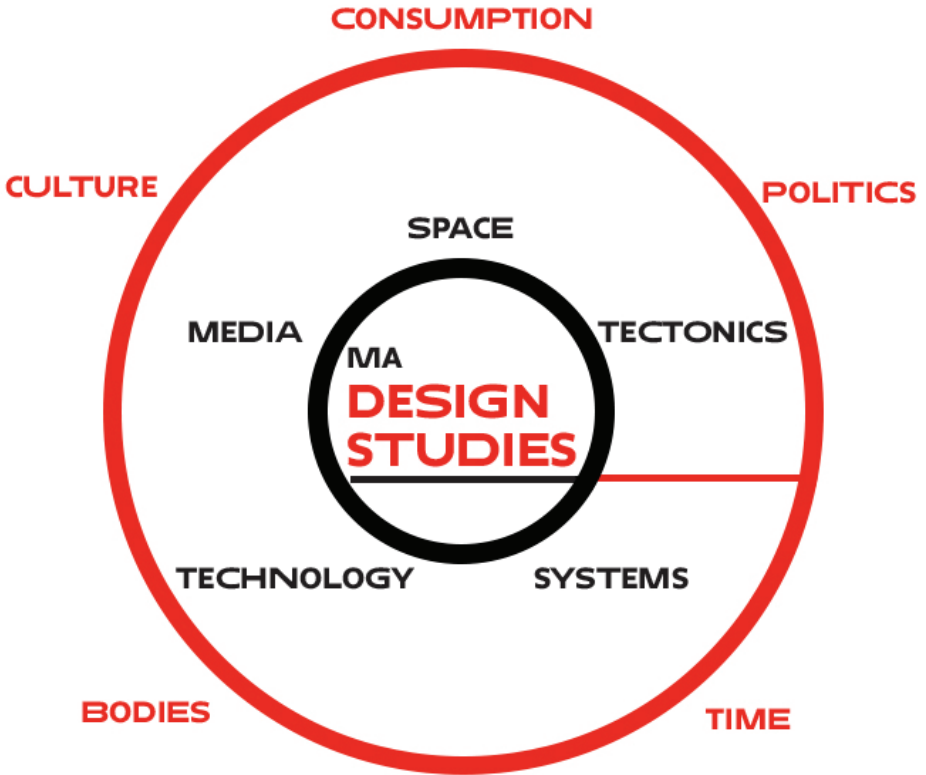 CONSUMPTION
CULTURE
POLITICS
SPACE
MEDIA
TECTONICS
MA
DESIGN
STUDIES
TECHNOLOGY
SYSTEMS
BODIES
TIME